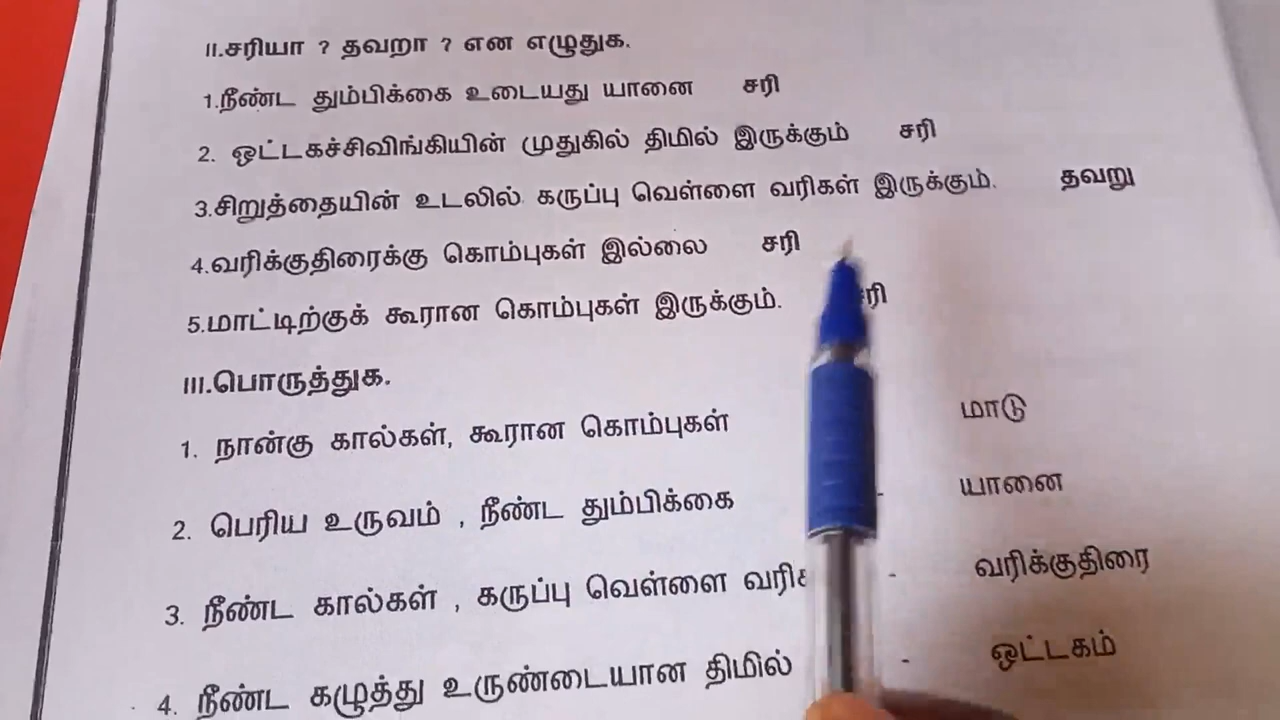 II.சரியா ? தவறா ? என எழுதுக.
1.நீண்ட தும்பிக்கை உடையது யானை சரி
2. ஒட்டகச்சிவிங்கியின் முதுகில் திமில் இருக்கும் சரி
3.சிறுத்தையின் உடலில் கருப்பு வெள்ளை வரிகள் இருக்கும். தவறு
4.வரிக்குதிரைக்கு கொம்புகள் இல்லை சரி
5.மாட்டிற்குக் கூரான கொம்புகள் இருக்கும்.
III.பொருத்துக.
1. நான்கு கால்கள், கூரான கொம்புகள் மாடு
2. பெரிய உருவம் , நீண்ட தும்பிக்கை - யானை
3. நீண்ட கால்கள் , கருப்பு வெள்ளை - வரிக்குதிரை
4. நீண்ட கழுத்து உருண்டையான திமில் - ஒட்டகம்